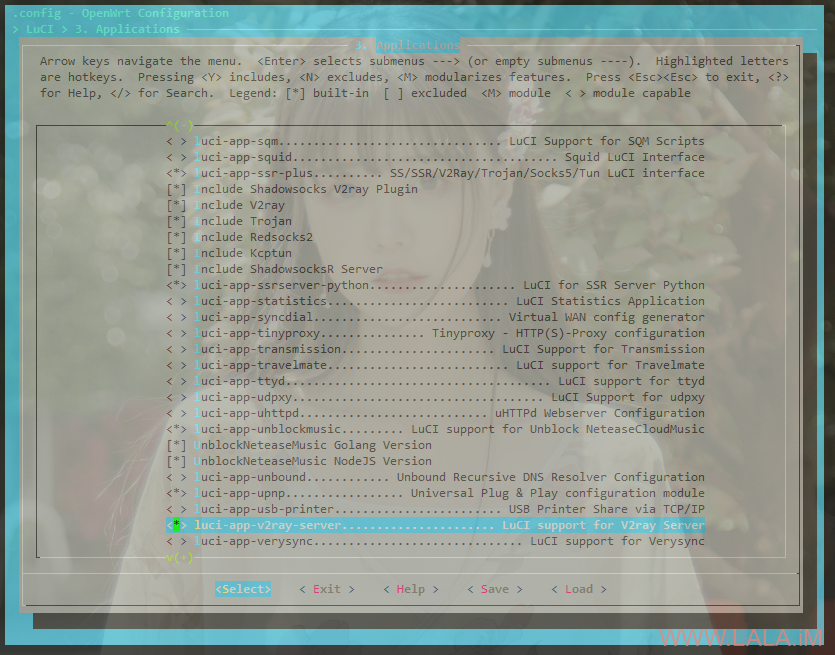 .config - OpenWrt Configuration
> LuCI > 3. Applications
3. Applications
Arrow keys navigate the menu.  <Enter> selects submenus ---> (or empty submenus ----).  Highlighted letters
are hotkeys.  Pressing <Y> includes, <N> excludes, <M> modularizes features.  Press <Esc><Esc> to exit, <?>
for Help, </> for Search.  Legend: [*] built-in  [ ] excluded  <M> module  < > module capable
^(-)
< > luci-app-sqm................................ LuCI Support for SQM Scripts
< > luci-app-squid...................................... Squid LuCI Interface
<*> luci-app-ssr-plus.......... SS/SSR/V2Ray/Trojan/Socks5/Tun LuCI interface
[*] Include Shadowsocks V2ray Plugin
[*] Include V2ray
[*] Include Trojan
[*] Include Redsocks2
[*] Include Kcptun
[*] Include ShadowsocksR Server
<*> luci-app-ssrserver-python..................... LuCI for SSR Server Python
< > luci-app-statistics....................... LuCI Statistics Application
< > luci-app-syncdial........................... Virtual WAN config generator
< > luci-app-tinyproxy............... Tinyproxy - HTTP(S)-Proxy configuration
< > luci-app-transmission...................... LuCI Support for Transmission
< > luci-app-travelmate.......................... LuCI Support for Travelmate
< > luci-app-ttyd...................................... LuCI support for ttyd
< > luci-app-udpxy..................................... LuCI Support for udpxy
< > luci-app-uhttpd........................... uHTTPd Webserver Configuration
<*> luci-app-unblockmusic......... LuCI support for Unblock NeteaseCloudMusic
[*] UnblockNeteaseMusic Golang Version
[*] UnblockNeteaseMusic NodeJS Version
< > luci-app-unbound............ Unbound Recursive DNS Resolver Configuration
<*> luci-app-upnp................. Universal Plug & Play configuration module
< > luci-app-usb-printer........................ USB Printer Share via TCP/IP
<*> luci-app-v2ray-server...................... LuCI support for V2ray Server
< > luci-app-verysync.............................. LuCI support for Verysync
v(+)
<Select>    < Exit >    < Help >    < Save >    < Load >
WWW.LALA.iM